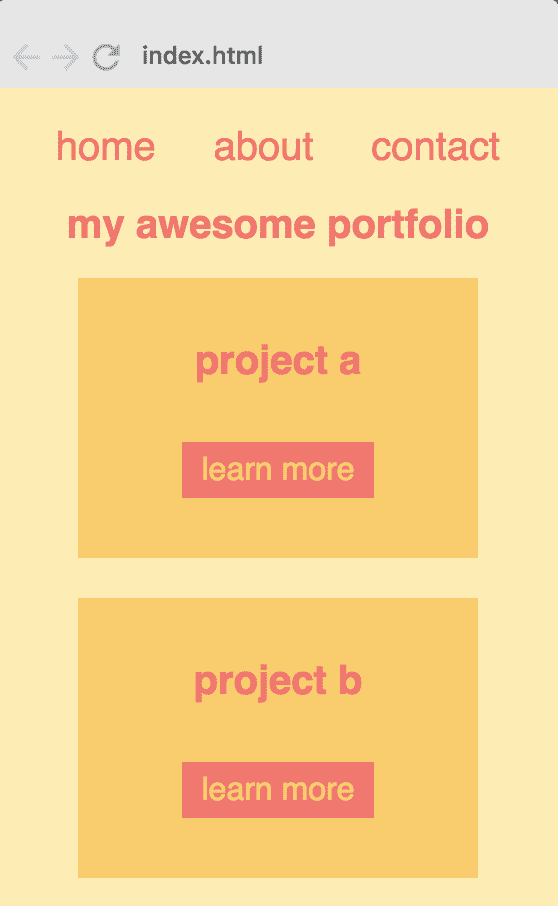 index.html
home about contact
my awesome portfolio
project a
learn more
project b
learn more